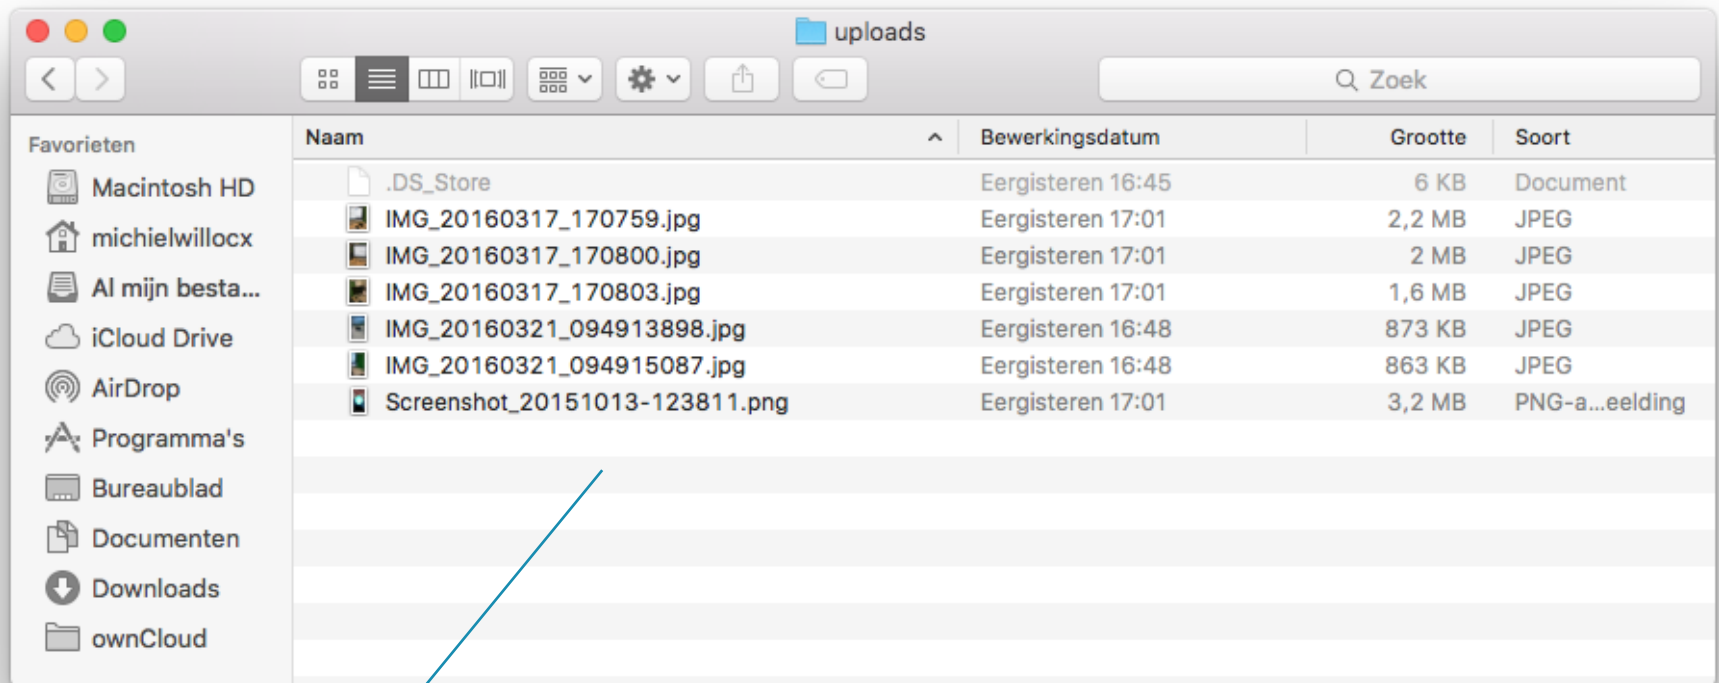 uploads
Zoek
Favorieten
Macintosh HD
michielwillocx
Al mijn besta...
iCloud Drive
AirDrop
Programma's
Bureaublad
Documenten
Downloads
ownCloud
Naam Bewerkingsdatum Grootte Soort
.DS_Store Eergisteren 16:45 6 KB Document
IMG_20160317_170759.jpg Eergisteren 17:01 2,2 MB JPEG
IMG_20160317_170800.jpg Eergisteren 17:01 2 MB JPEG
IMG_20160317_170803.jpg Eergisteren 17:01 1,6 MB JPEG
IMG_20160321_094913898.jpg Eergisteren 16:48 873 KB JPEG
IMG_20160321_094915087.jpg Eergisteren 16:48 863 KB JPEG
Screenshot_20151013-123811.png Eergisteren 17:01 3,2 MB PNG-a...eelding